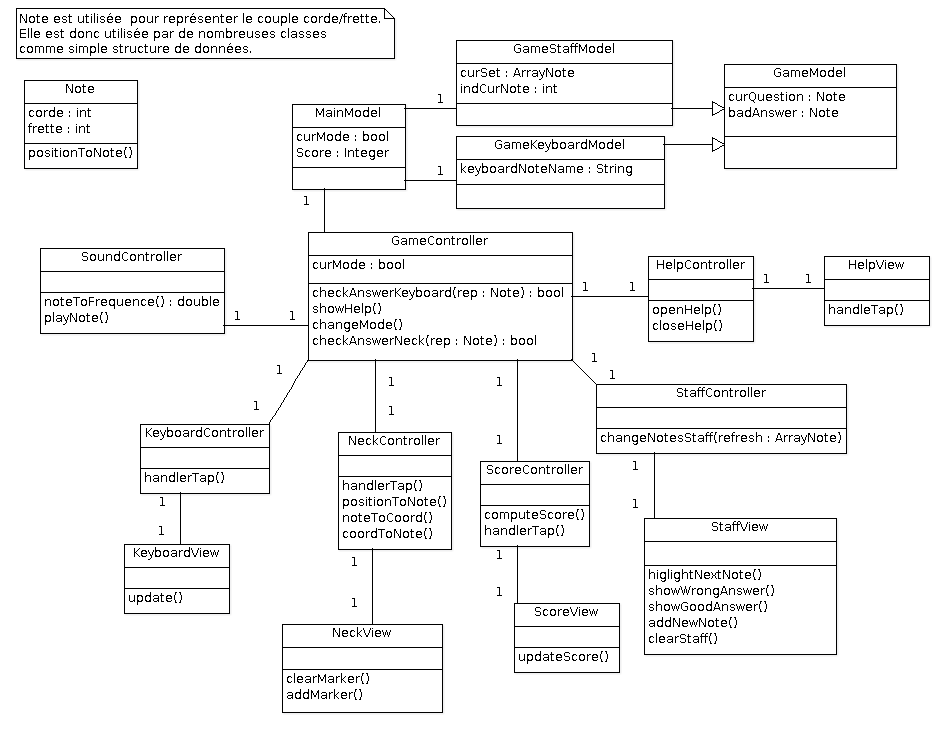 Note est utilisée pour représenter le couple corde/frette.
Elle est donc utilisée par de nombreuses classes
comme simple structure de données.
Note
corde : int
frette : int
positionToNote()
MainModel
curMode : bool
Score : Integer
1
1
1
GameStaffModel
curSet : ArrayNote
indCurNote : int
GameKeyboardModel
keyboardNoteName : String
GameModel
curQuestion : Note
badAnswer : Note
SoundController
noteToFrequence() : double
playNote()
1
1
GameController
curMode : bool
checkAnswerKeyboard(rep : Note) : bool
showHelp()
changeMode()
checkAnswerNeck(rep : Note) : bool
1
1
HelpController
openHelp()
closeHelp()
1
1
HelpView
handleTap()
1
1
KeyboardController
handlerTap()
1
1
KeyboardView
update()
1
1
NeckController
handlerTap()
positionToNote()
noteToCoord()
coordToNote()
1
1
NeckView
clearMarker()
addMarker()
1
1
ScoreController
computeScore()
handlerTap()
1
1
ScoreView
updateScore()
1
1
StaffController
changeNotesStaff(refresh : ArrayNote)
1
1
StaffView
higlightNextNote()
showWrongAnswer()
showGoodAnswer()
addNewNote()
clearStaff()